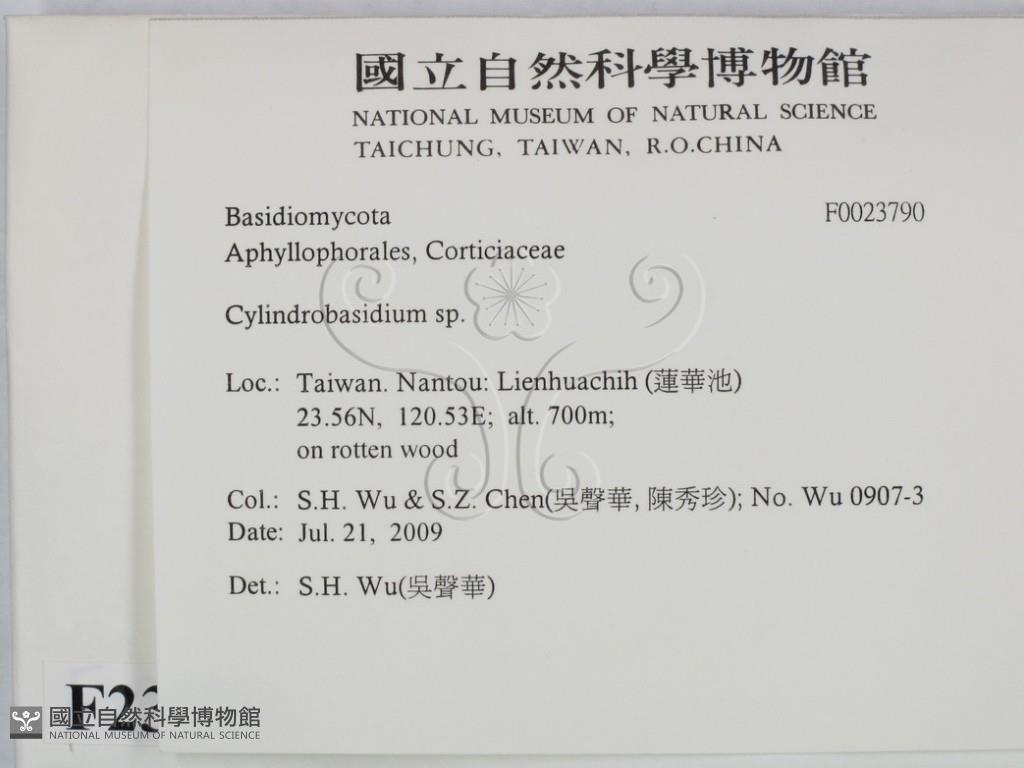 國立自然科學博物館
NATIONAL MUSEUM OF NATURAL SCIENCE
TAICHUNG, TAIWAN, R.O.CHINA
Basidiomycota F0023790
Aphyllophorales, Corticiaceae
Cylindrobasidium sp.
Loc.: Taiwan. Nantou: Lienhuachih (蓮華池)
23.56N, 120.53E; alt. 700m;
on rotten wood
Col.: S.H. Wu & S.Z. Chen(吳聲華, 陳秀珍); No. Wu 0907-3
Date: Jul. 21, 2009
Det.: S.H. Wu(吳聲華)
F23
國立自然科學博物館
NATIONAL MUSEUM OF NATURAL SCIENCE